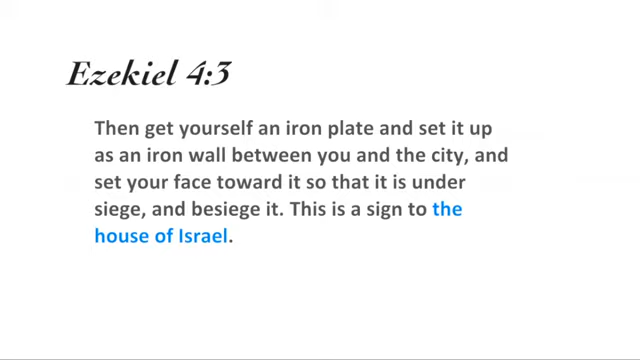 Ezekiel 4:3
Then get yourself an iron plate and set it up
as an iron wall between you and the city, and
set your face toward it so that it is under
siege, and besiege it. This is a sign to the
house of Israel.